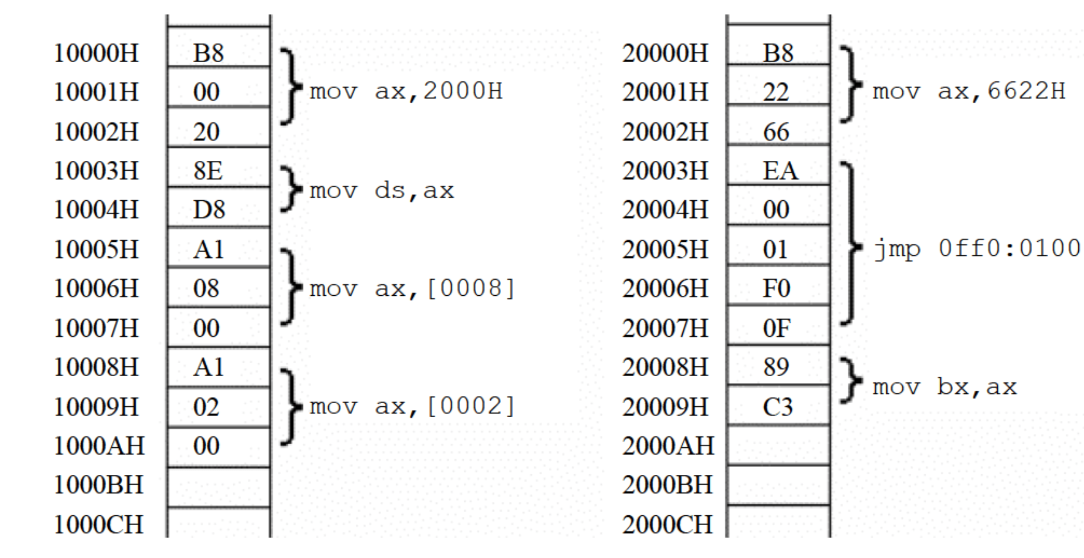 10000H B8
10001H 00 mov ax,2000H
10002H 20
10003H 8E
10004H D8 mov ds,ax
10005H A1
10006H 08 mov ax,[0008]
10007H 00
10008H A1
10009H 02 mov ax,[0002]
1000AH 00
1000BH
1000CH
20000H B8
20001H 22 mov ax,6622H
20002H 66
20003H EA
20004H 00
20005H 01 jmp 0ff0:0100
20006H F0
20007H 0F
20008H 89
20009H C3 mov bx,ax
2000AH
2000BH
2000CH